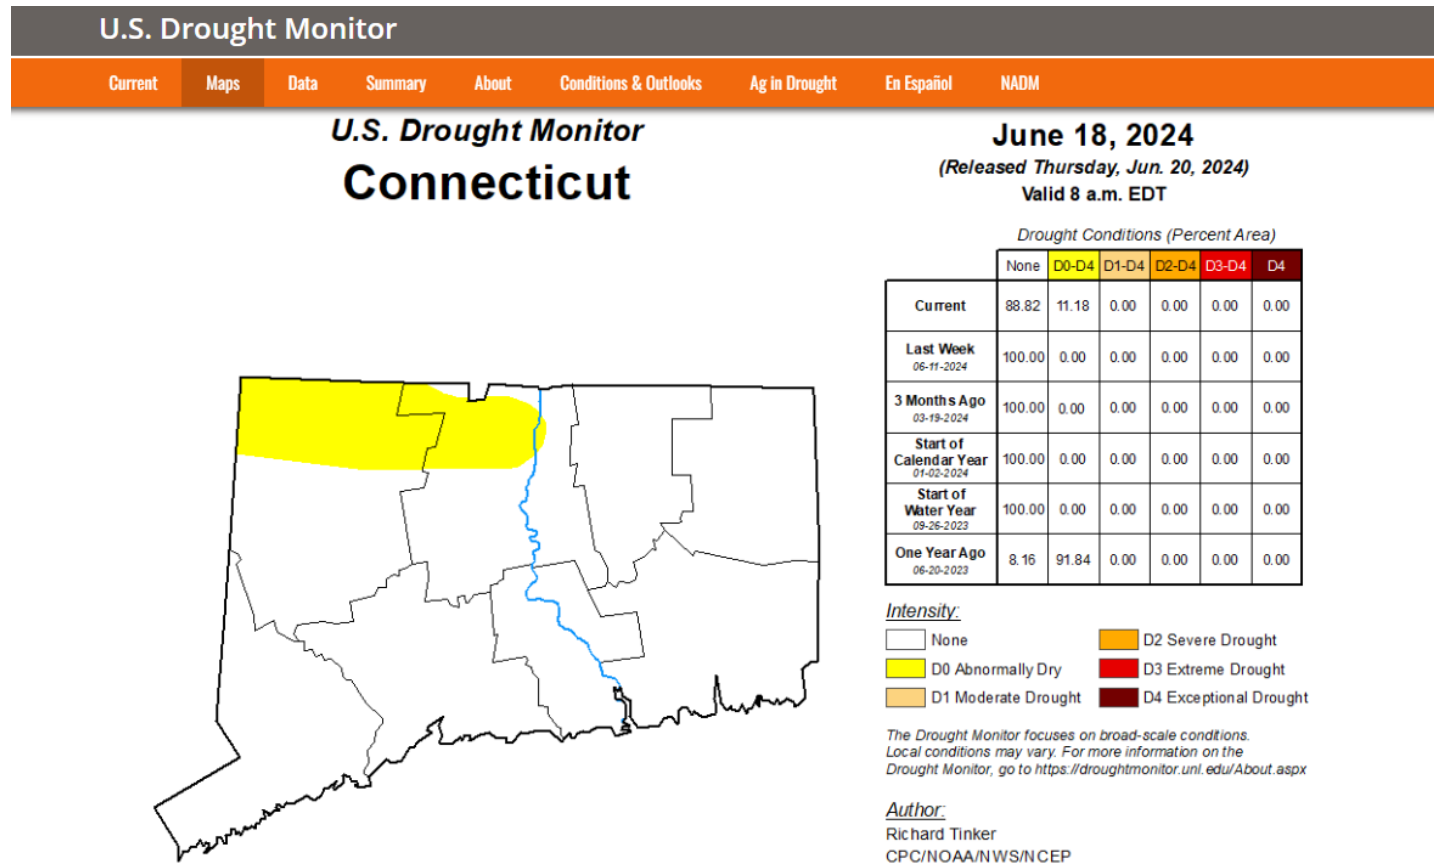 U.S. Drought Monitor
Current Maps Data Summary About Conditions & Outlooks Ag in Drought En Español NADM
U.S. Drought Monitor
Connecticut
June 18, 2024
(Released Thursday, Jun. 20, 2024)
Valid 8 a.m. EDT
Drought Conditions (Percent Area)
None D0-D4 D1-D4 D2-D4 D3-D4 D4
Current 88.82 11.18 0.00 0.00 0.00 0.00
Last Week
06-11-2024
100.00 0.00 0.00 0.00 0.00 0.00
3 Months Ago
03-19-2024
100.00 0.00 0.00 0.00 0.00 0.00
Start of
Calendar Year
01-02-2024
100.00 0.00 0.00 0.00 0.00 0.00
Start of
Water Year
09-26-2023
100.00 0.00 0.00 0.00 0.00 0.00
One Year Ago
06-20-2023
8.16 91.84 0.00 0.00 0.00 0.00
Intensity:
None
D0 Abnormally Dry
D1 Moderate Drought
D2 Severe Drought
D3 Extreme Drought
D4 Exceptional Drought
The Drought Monitor focuses on broad-scale conditions.
Local conditions may vary. For more information on the
Drought Monitor, go to https://droughtmonitor.unl.edu/About.aspx
Author:
Richard Tinker
CPC/NOAA/NWS/NCEP